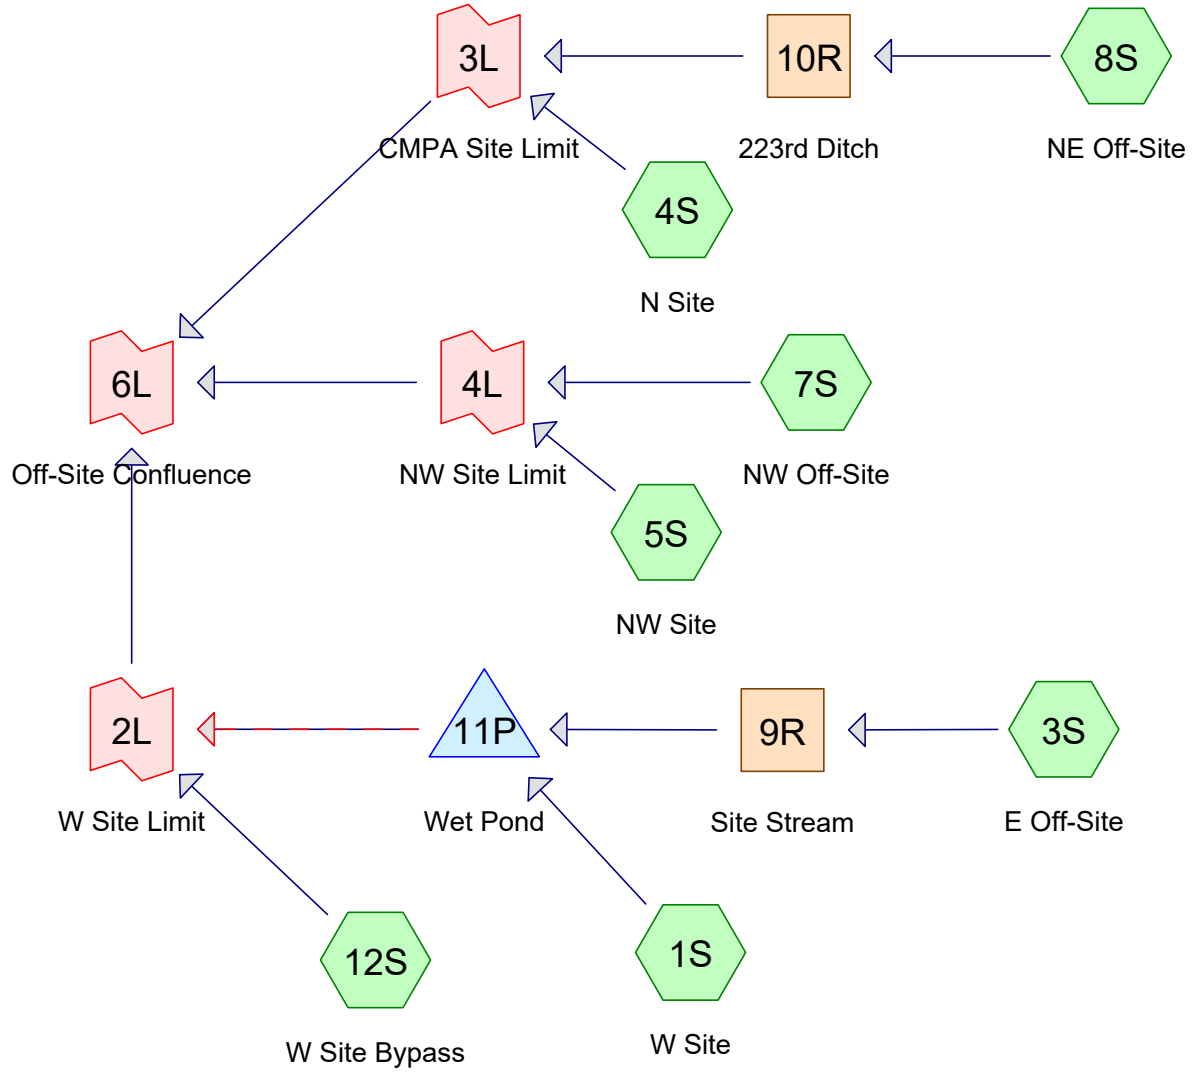 3L
10R
8S
CMPA Site Limit
223rd Ditch
NE Off-Site
4S
N Site
6L
4L
7S
Off-Site Confluence
NW Site Limit
NW Off-Site
5S
NW Site
2L
11P
9R
3S
W Site Limit
Wet Pond
Site Stream
E Off-Site
12S
1S
W Site Bypass
W Site